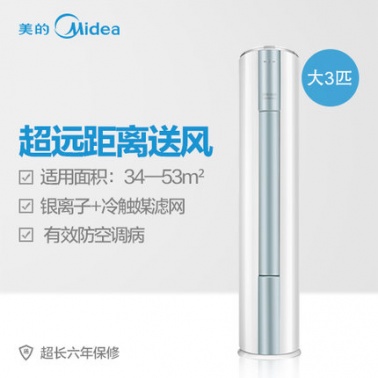 美的 Midea
大3匹
超远距离送风
适用面积：34—53m²
银离子+冷触媒滤网
有效防空调病
超长六年保修